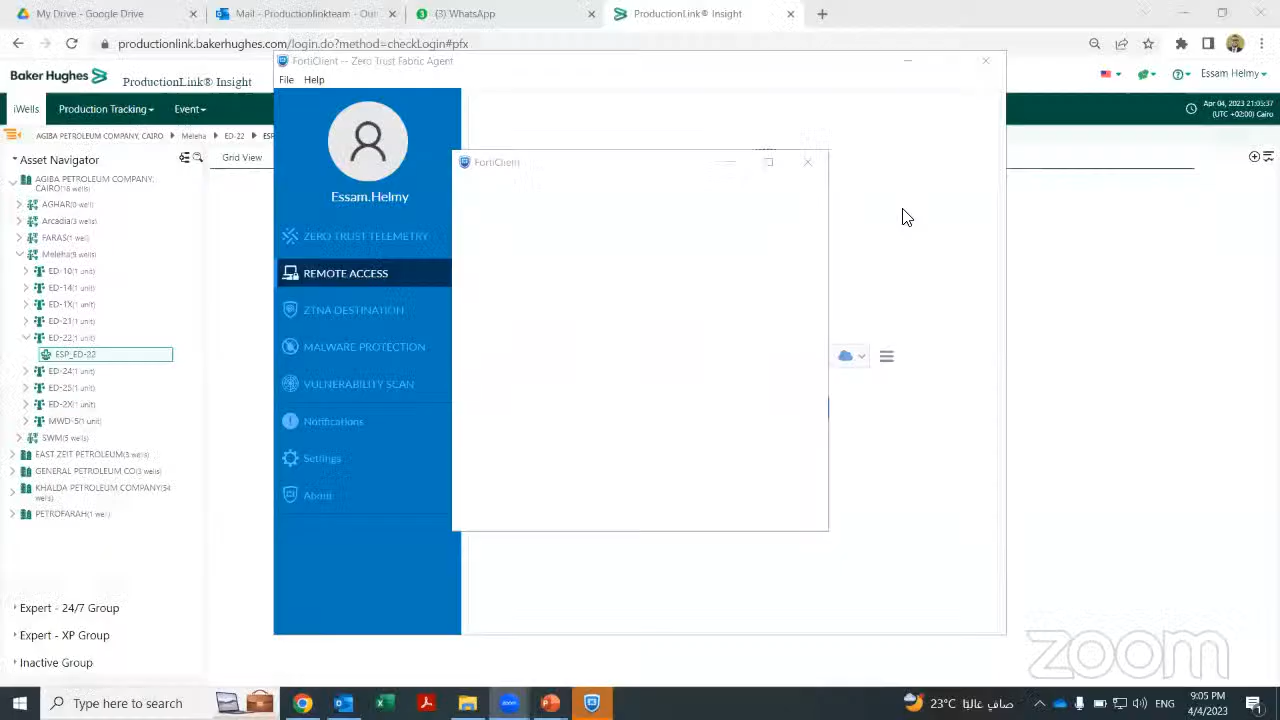 My Drive
Mail - Pro
Out
(3) WhatsApp
ProductionLink® Insight
productionlink.bakerhughes.com/login.html?
method=checkLogin#pfx
FortiClient -- Zero Trust Fabric Agent
File Help
Baker Hughes
ProductionLink® Insight
Essam Helmy
iWells
Production Tracking
Event
Apr 04, 2023 21:05:37
(UTC +02:00) Cairo
AGIBA PETROLEUM COMPANY, CAIRO
Meleha
ED-22
Asset Navigator
Grid View
AGIBA PETROLEUM COMPANY,
CAIRO(16 wells)
AGHAR(0 well)
Arcadia(3 wells)
FARAS(1 well)
Meleha(9 wells)
ED-10(1 unit)
ED-14(1 unit)
ED-1X(1 unit)
ED-21(1 unit)
ED-22(1 unit)
ESP_ED-22
ED-24(1 unit)
ED-25(1 unit)
ED-2X(1 unit)
MWD-5(1 unit)
SWM(5 wells)
EAST ZEIT PETROLEUM(3 wells)
GENERAL PETROLEUM CO(3 wells)
KHALDA PETROLEUM COMPANY(54
wells)
PETROFARAH(1 well)
Expert - 24/7 Group
Expert - XP Group
Inactive Group
Essam.Helmy
ZERO TRUST TELEMETRY
REMOTE ACCESS
ZTNA DESTINATION
MALWARE PROTECTION
VULNERABILITY SCAN
Notifications
Settings
About
FortiClient
zoom
Type here to search
zoom
23°C صافي غالبًا
ENG
9:05 PM
4/4/2023
1